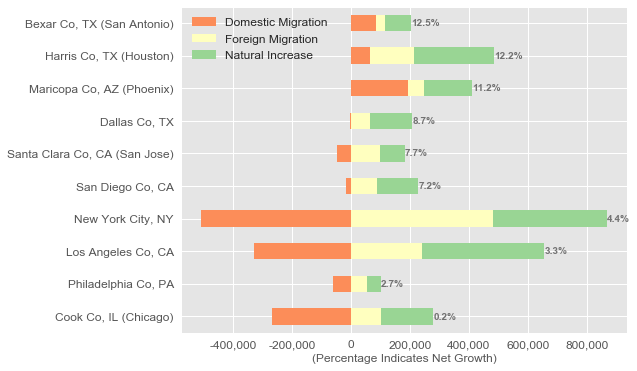 Domestic Migration
Foreign Migration
Natural Increase
Bexar Co, TX (San Antonio) 12.5%
Harris Co, TX (Houston) 12.2%
Maricopa Co, AZ (Phoenix) 11.2%
Dallas Co, TX 8.7%
Santa Clara Co, CA (San Jose) 7.7%
San Diego Co, CA 7.2%
New York City, NY 4.4%
Los Angeles Co, CA 3.3%
Philadelphia Co, PA 2.7%
Cook Co, IL (Chicago) 0.2%
-400,000 -200,000 0 200,000 400,000 600,000 800,000
(Percentage Indicates Net Growth)